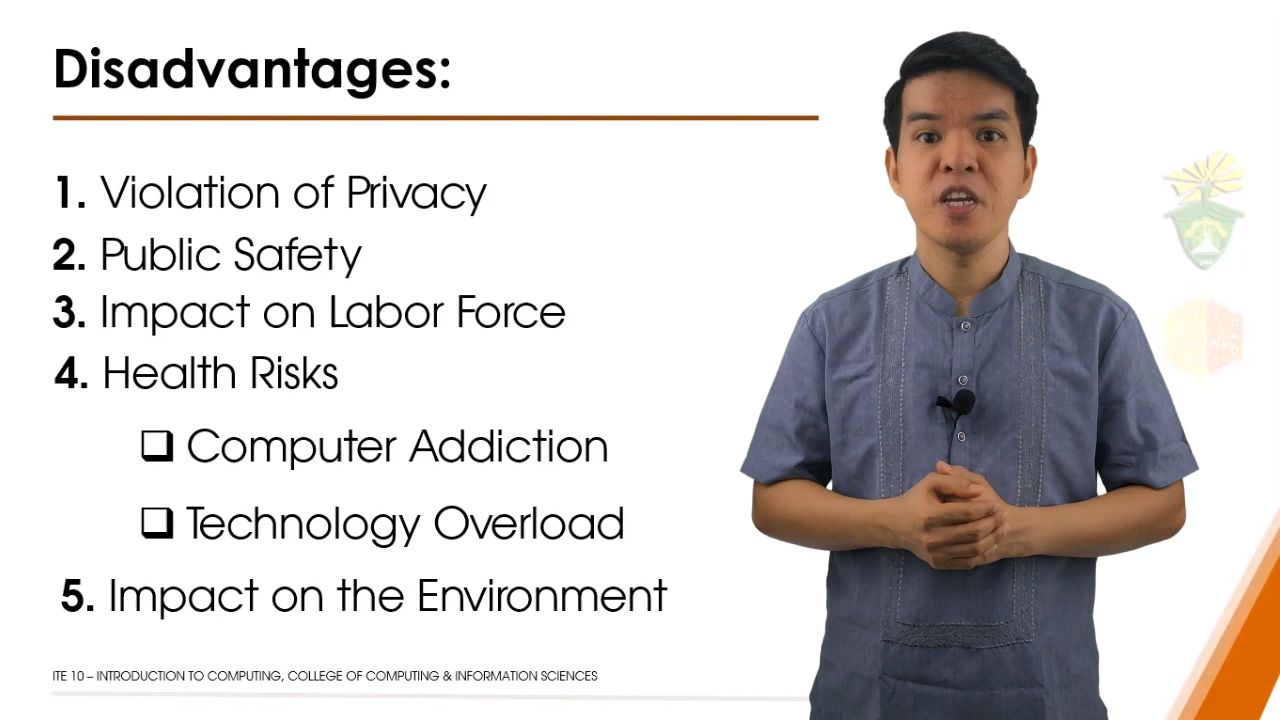 Disadvantages:
1. Violation of Privacy
2. Public Safety
3. Impact on Labor Force
4. Health Risks
❑ Computer Addiction
❑ Technology Overload
5. Impact on the Environment
ITE 10 – INTRODUCTION TO COMPUTING, COLLEGE OF COMPUTING & INFORMATION SCIENCES